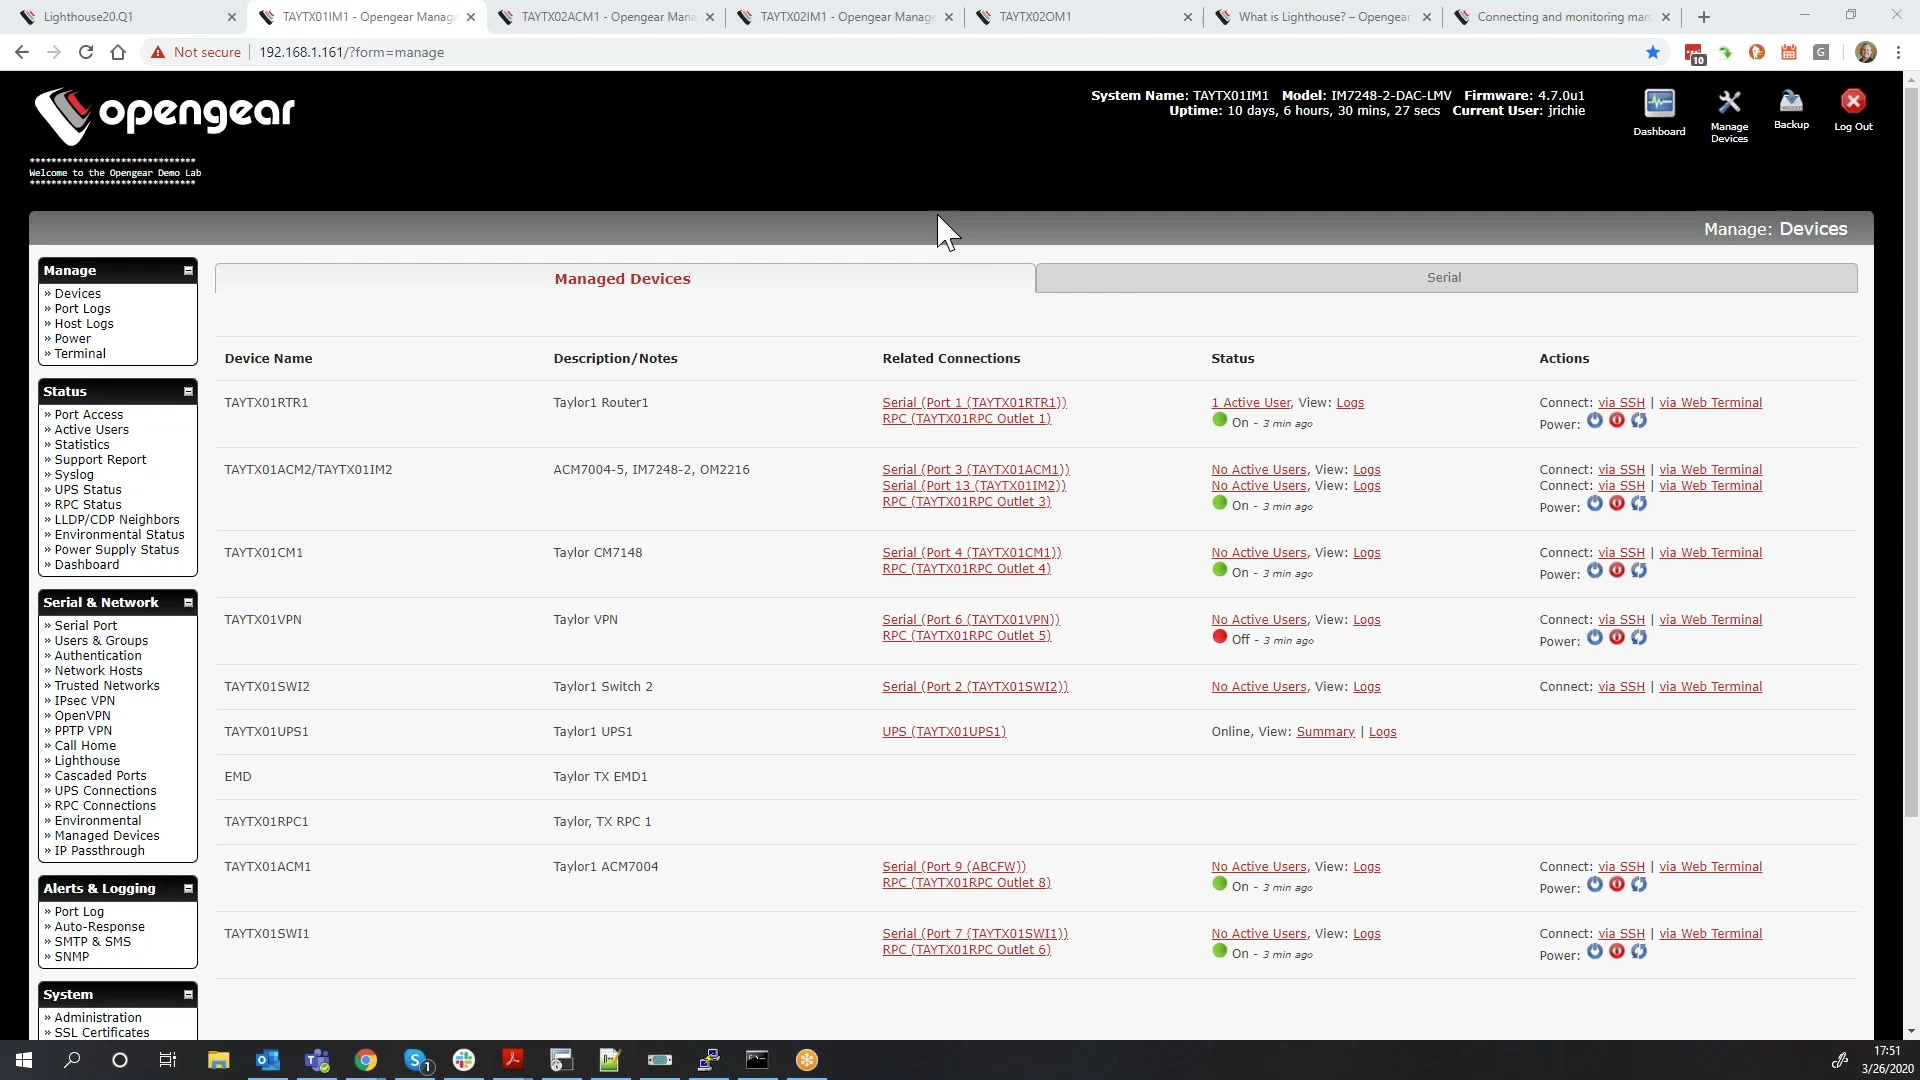 Lighthouse20.Q1
TAYTX01IM1 - Opengear Manage
TAYTX02ACM1 - Opengear Mana
TAYTX02IM1 - Opengear Manage
TAYTX02OM1
What is Lighthouse? – Opengear
Connecting and monitoring man
Not secure
192.168.1.161/?form=manage
10
G
opengear
System Name: TAYTX01IM1 Model: IM7248-2-DAC-LMV Firmware: 4.7.0u1
Uptime: 10 days, 6 hours, 30 mins, 27 secs Current User: jrichie
Dashboard
Manage Devices
Backup
Log Out
Welcome to the Opengear Demo Lab
Manage: Devices
Manage
» Devices
» Port Logs
» Host Logs
» Power
» Terminal
Status
» Port Access
» Active Users
» Statistics
» Support Report
» Syslog
» UPS Status
» RPC Status
» LLDP/CDP Neighbors
» Environmental Status
» Power Supply Status
» Dashboard
Serial & Network
» Serial Port
» Users & Groups
» Authentication
» Network Hosts
» Trusted Networks
» IPsec VPN
» OpenVPN
» PPTP VPN
» Call Home
» Lighthouse
» Cascaded Ports
» UPS Connections
» RPC Connections
» Environmental
» Managed Devices
» IP Passthrough
Alerts & Logging
» Port Log
» Auto-Response
» SMTP & SMS
» SNMP
System
» Administration
» SSL Certificates
Managed Devices
Serial
Device Name Description/Notes Related Connections Status Actions
TAYTX01RTR1 Taylor1 Router1 Serial (Port 1 (TAYTX01RTR1)) 1 Active User, View: Logs Connect: via SSH | via Web Terminal
RPC (TAYTX01RPC Outlet 1) On - 3 min ago Power:
TAYTX01ACM2/TAYTX01IM2 ACM7004-5, IM7248-2, OM2216 Serial (Port 3 (TAYTX01ACM1)) No Active Users, View: Logs Connect: via SSH | via Web Terminal
Serial (Port 13 (TAYTX01IM2)) No Active Users, View: Logs Connect: via SSH | via Web Terminal
RPC (TAYTX01RPC Outlet 3) On - 3 min ago Power:
TAYTX01CM1 Taylor CM7148 Serial (Port 4 (TAYTX01CM1)) No Active Users, View: Logs Connect: via SSH | via Web Terminal
RPC (TAYTX01RPC Outlet 4) On - 3 min ago Power:
TAYTX01VPN Taylor VPN Serial (Port 6 (TAYTX01VPN)) No Active Users, View: Logs Connect: via SSH | via Web Terminal
RPC (TAYTX01RPC Outlet 5) Off - 3 min ago Power:
TAYTX01SWI2 Taylor1 Switch 2 Serial (Port 2 (TAYTX01SWI2)) No Active Users, View: Logs Connect: via SSH | via Web Terminal
TAYTX01UPS1 Taylor1 UPS1 UPS (TAYTX01UPS1) Online, View: Summary | Logs
EMD Taylor TX EMD1
TAYTX01RPC1 Taylor, TX RPC 1
TAYTX01ACM1 Taylor1 ACM7004 Serial (Port 9 (ABCFW)) No Active Users, View: Logs Connect: via SSH | via Web Terminal
RPC (TAYTX01RPC Outlet 8) On - 3 min ago Power:
TAYTX01SWI1 Serial (Port 7 (TAYTX01SWI1)) No Active Users, View: Logs Connect: via SSH | via Web Terminal
RPC (TAYTX01RPC Outlet 6) On - 3 min ago Power:
1
17:51
3/26/2020